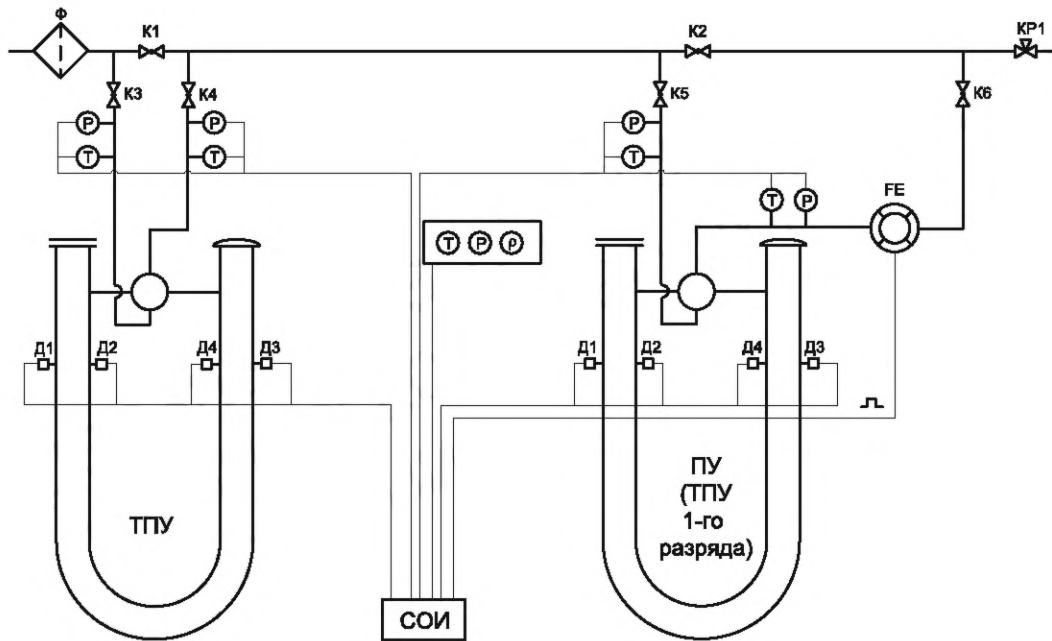 Ф
К1
К2
КР1
К3
К4
К5
К6
P
P
P
T
T
T
T
P
FE
T P ρ
Д1
Д2
Д4
Д3
Д1
Д2
Д4
Д3
ТПУ
ПУ
(ТПУ
1-го
разряда)
СОИ